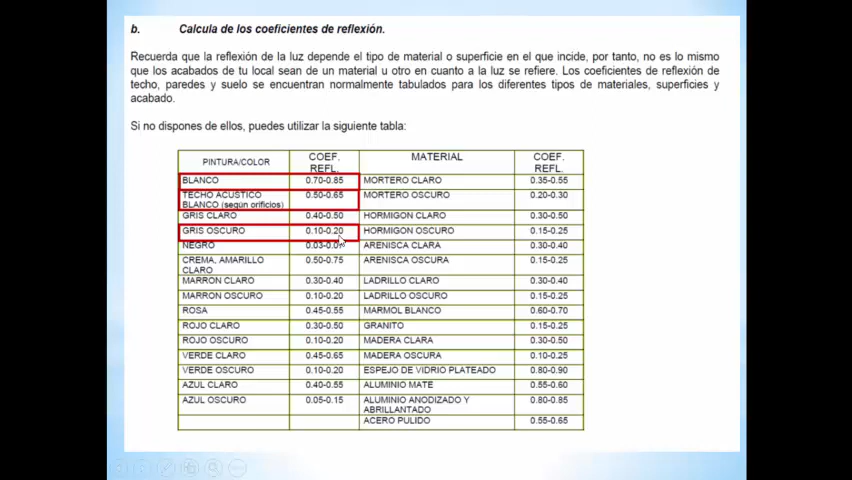 b. Calcula de los coeficientes de reflexión.
Recuerda que la reflexión de la luz depende el tipo de material o superficie en el que incide, por tanto, no es lo mismo
que los acabados de tu local sean de un material u otro en cuanto a la luz se refiere. Los coeficientes de reflexión de
techo, paredes y suelo se encuentran normalmente tabulados para los diferentes tipos de materiales, superficies y
acabado.
Si no dispones de ellos, puedes utilizar la siguiente tabla:
PINTURA/COLOR COEF. REFL. MATERIAL COEF. REFL.
BLANCO 0.70-0.85 MORTERO CLARO 0.35-0.55
TECHO ACUSTICO BLANCO (según orificios) 0.50-0.65 MORTERO OSCURO 0.20-0.30
GRIS CLARO 0.40-0.50 HORMIGON CLARO 0.30-0.50
GRIS OSCURO 0.10-0.20 HORMIGON OSCURO 0.15-0.25
NEGRO 0.03-0.07 ARENISCA CLARA 0.30-0.40
CREMA, AMARILLO CLARO 0.50-0.75 ARENISCA OSCURA 0.15-0.25
MARRON CLARO 0.30-0.40 LADRILLO CLARO 0.30-0.40
MARRON OSCURO 0.10-0.20 LADRILLO OSCURO 0.15-0.25
ROSA 0.45-0.55 MARMOL BLANCO 0.60-0.70
ROJO CLARO 0.30-0.50 GRANITO 0.15-0.25
ROJO OSCURO 0.10-0.20 MADERA CLARA 0.30-0.50
VERDE CLARO 0.45-0.65 MADERA OSCURA 0.10-0.25
VERDE OSCURO 0.10-0.20 ESPEJO DE VIDRIO PLATEADO 0.80-0.90
AZUL CLARO 0.40-0.55 ALUMINIO MATE 0.55-0.60
AZUL OSCURO 0.05-0.15 ALUMINIO ANODIZADO Y ABRILLANTADO 0.80-0.85
ACERO PULIDO 0.55-0.65